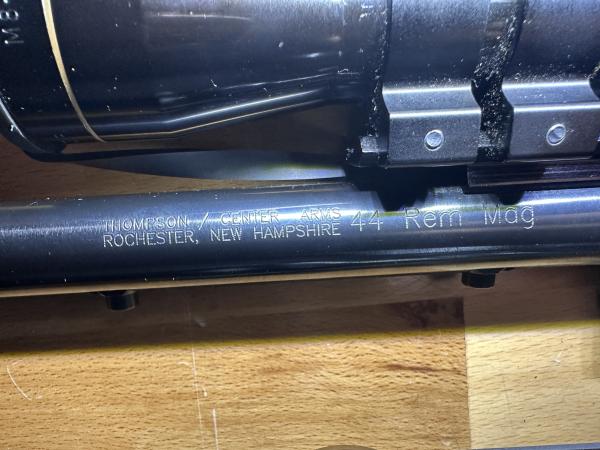 THOMPSON / CENTER ARMS
ROCHESTER, NEW HAMPSHIRE
44 Rem Mag